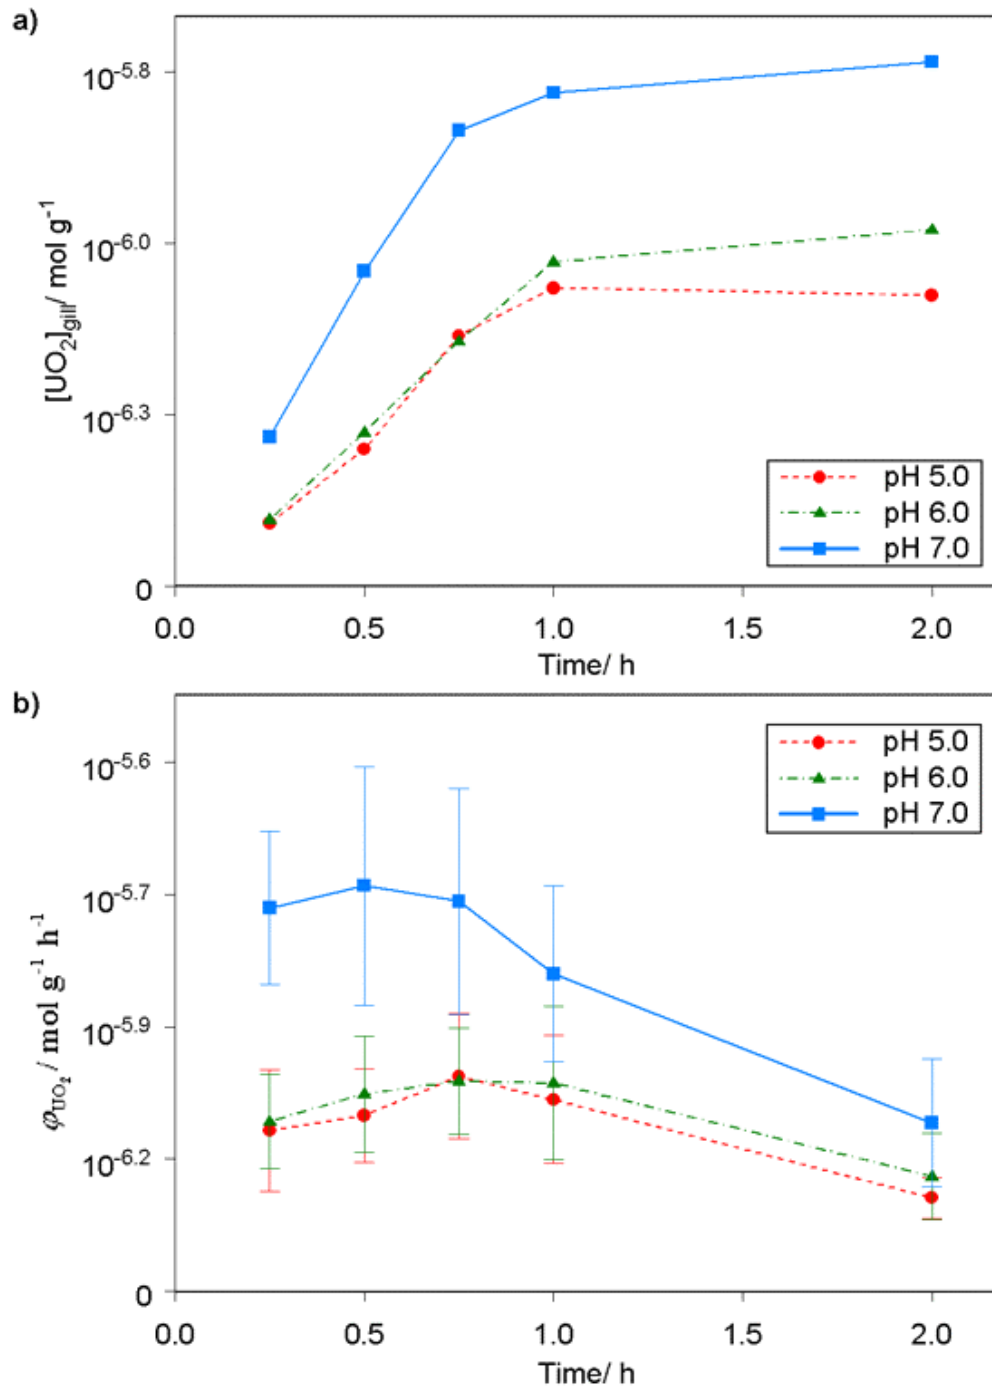 a)
10^-5.8
10^-6.0
10^-6.3
0
[UO2]gill/ mol g^-1
pH 5.0
pH 6.0
pH 7.0
0.0 0.5 1.0 1.5 2.0
Time/ h
b)
10^-5.6
10^-5.7
10^-5.9
10^-6.2
0
φUO2 / mol g^-1 h^-1
pH 5.0
pH 6.0
pH 7.0
0.0 0.5 1.0 1.5 2.0
Time/ h